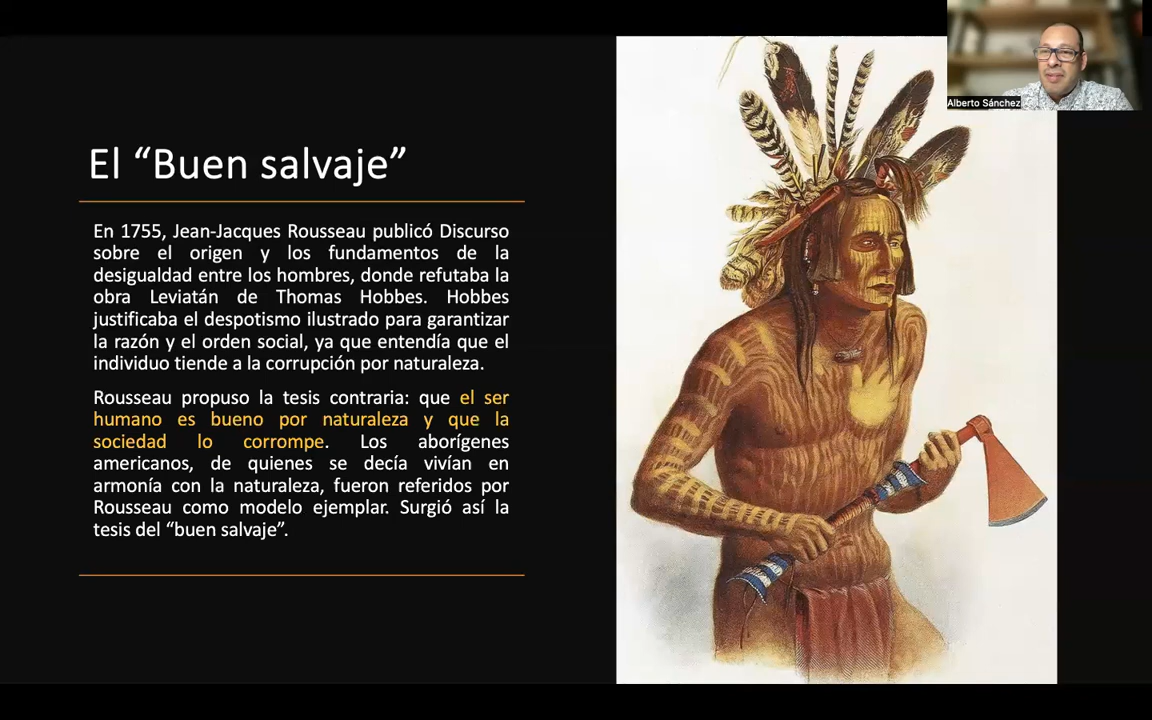 Alberto Sánchez
El “Buen salvaje”
En 1755, Jean-Jacques Rousseau publicó Discurso
sobre el origen y los fundamentos de la
desigualdad entre los hombres, donde refutaba la
obra Leviatán de Thomas Hobbes. Hobbes
justificaba el despotismo ilustrado para garantizar
la razón y el orden social, ya que entendía que el
individuo tiende a la corrupción por naturaleza.
Rousseau propuso la tesis contraria: que el ser
humano es bueno por naturaleza y que la
sociedad lo corrompe. Los aborígenes
americanos, de quienes se decía vivían en
armonía con la naturaleza, fueron referidos por
Rousseau como modelo ejemplar. Surgió así la
tesis del “buen salvaje”.